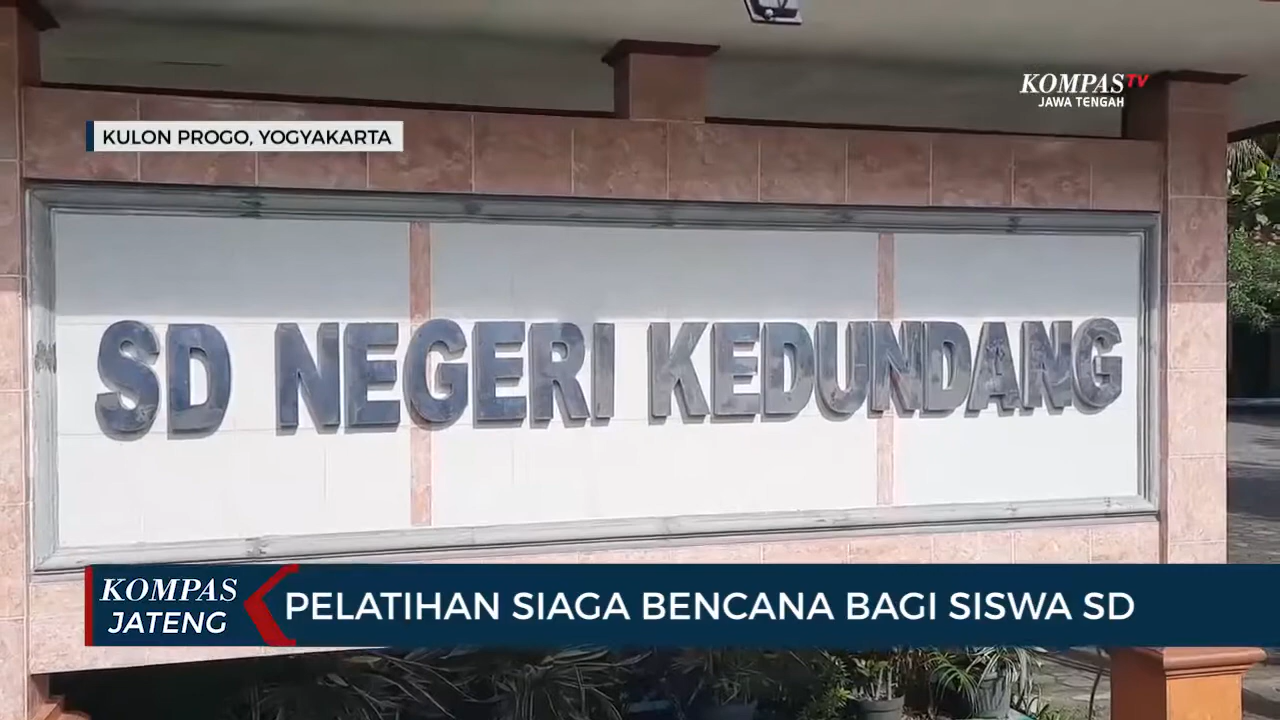 KOMPAS TV
JAWA TENGAH
KULON PROGO, YOGYAKARTA
SD NEGERI KEDUNDANG
KOMPAS
JATENG
PELATIHAN SIAGA BENCANA BAGI SISWA SD